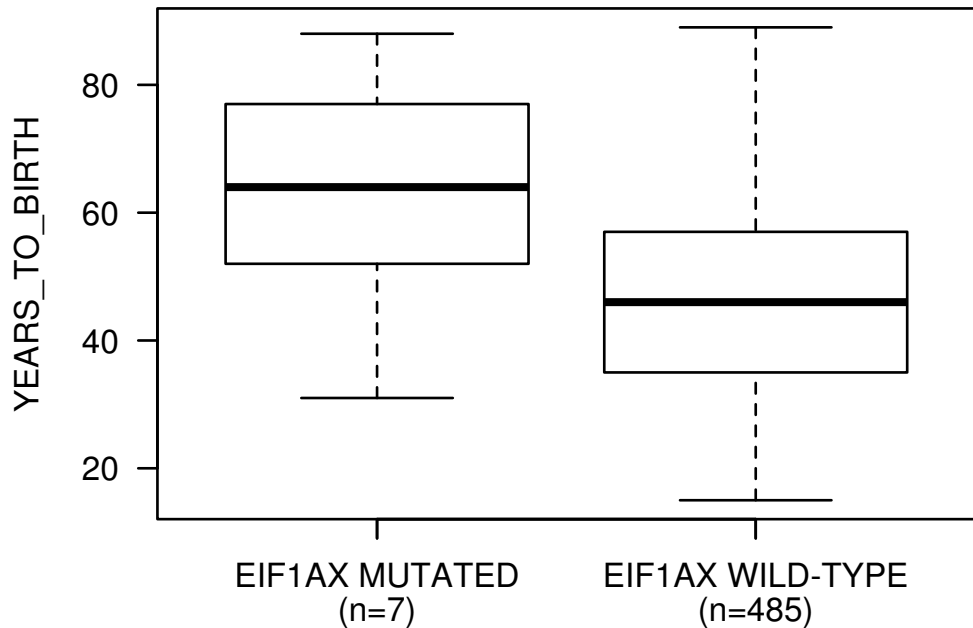 YEARS_TO_BIRTH
80
60
40
20
EIF1AX MUTATED
(n=7)
EIF1AX WILD-TYPE
(n=485)